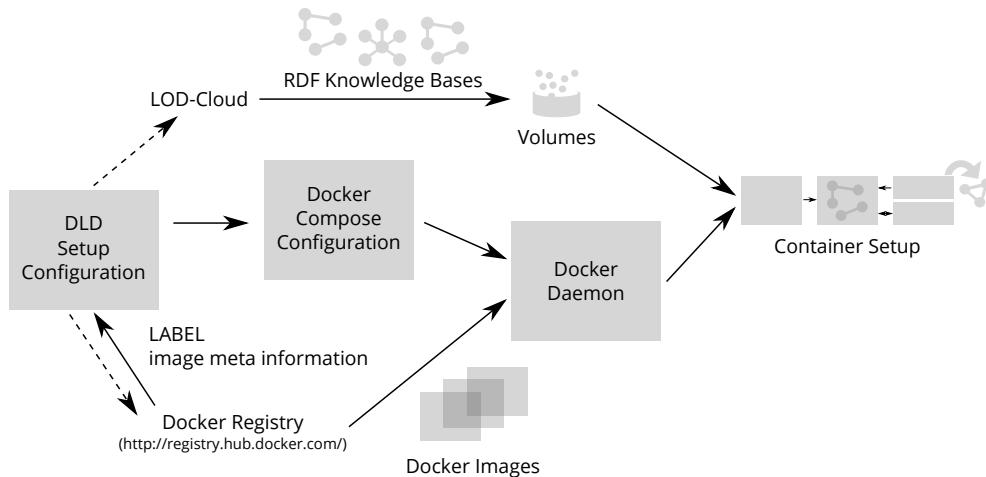 RDF Knowledge Bases
LOD-Cloud
Volumes
DLD
Setup
Configuration
Docker
Compose
Configuration
Docker
Daemon
Container Setup
LABEL
image meta information
Docker Registry
(http://registry.hub.docker.com/)
Docker Images